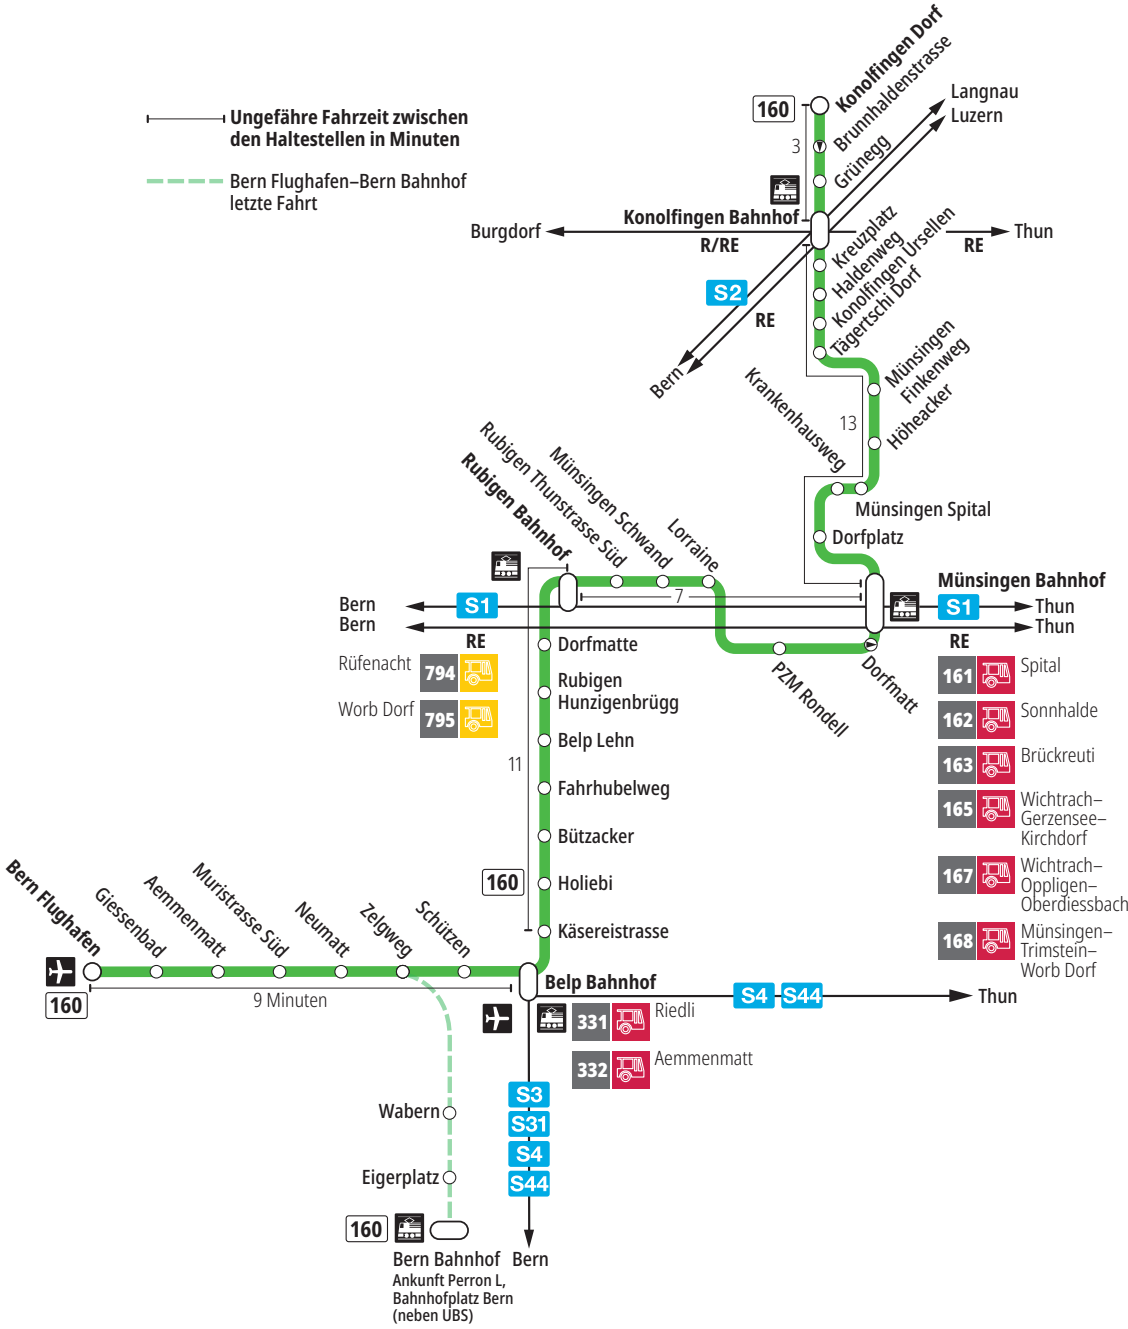 Ungefähre Fahrzeit zwischen
den Haltestellen in Minuten
Bern Flughafen–Bern Bahnhof
letzte Fahrt
160
Konolfingen Dorf
Brunnhaldenstrasse
Grünegg
3
Langnau
Luzern
Konolfingen Bahnhof
Burgdorf
R/RE
RE
Thun
S2
RE
Bern
Kreuzplatz
Haldenweg
Konolfingen Ursellen
Tägertschi Dorf
Münsingen
Finkenweg
Höheacker
13
Krankenhausweg
Münsingen Spital
Dorfplatz
Münsingen Bahnhof
Rubigen Bahnhof
Rubigen Thunstrasse Süd
Münsingen Schwand
Lorraine
7
Bern
S1
S1
Thun
Bern
Thun
RE
RE
PZM Rondell
Dorfmatt
Rüfenacht
794
Worb Dorf
795
161
Spital
162
Sonnhalde
163
Brückreuti
165
Wichtrach–
Gerzensee–
Kirchdorf
167
Wichtrach–
Oppligen–
Oberdiessbach
168
Münsingen–
Trimstein–
Worb Dorf
Dorfmatte
Rubigen
Hunzigenbrügg
Belp Lehn
11
Fahrhubelweg
Bützacker
160
Holiebi
Käsereistrasse
Bern Flughafen
Giessenbad
Aemmenmatt
Muristrasse Süd
Neumatt
Zelgweg
Schützen
160
9 Minuten
Belp Bahnhof
S4
S44
Thun
331
Riedli
332
Aemmenmatt
S3
S31
S4
S44
Wabern
Eigerplatz
160
Bern Bahnhof
Bern
Ankunft Perron L,
Bahnhofplatz Bern
(neben UBS)